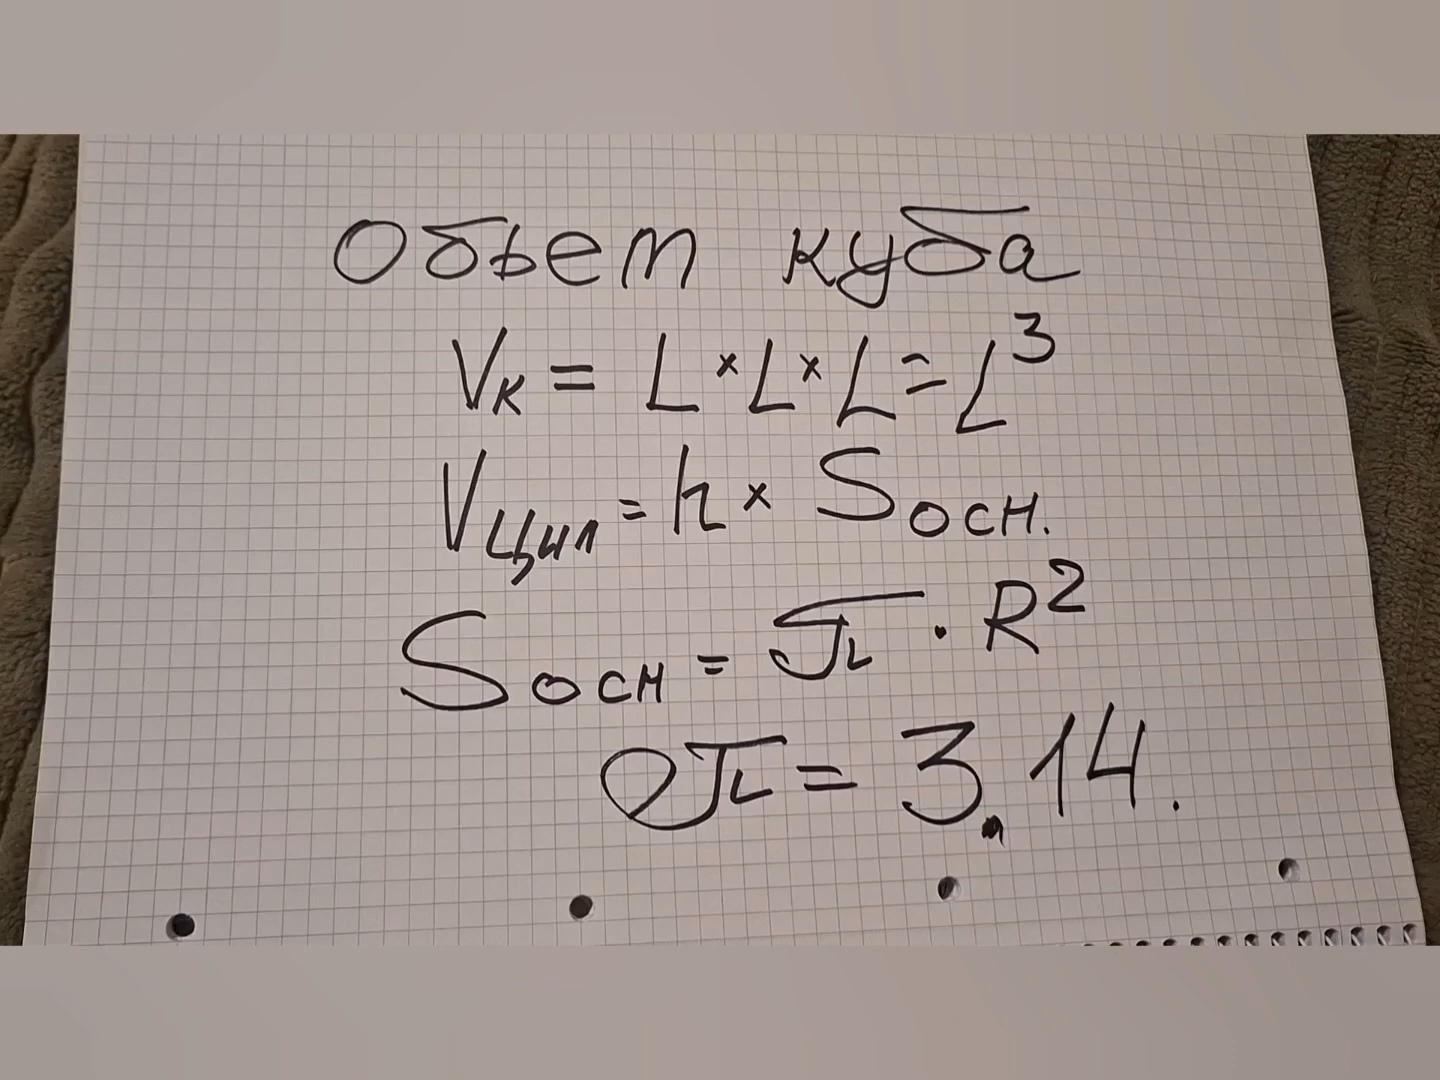 Объем куба
Vк = L × L × L = L³
Vцил = h × Sосн.
Sосн = π · R²
π = 3.14.